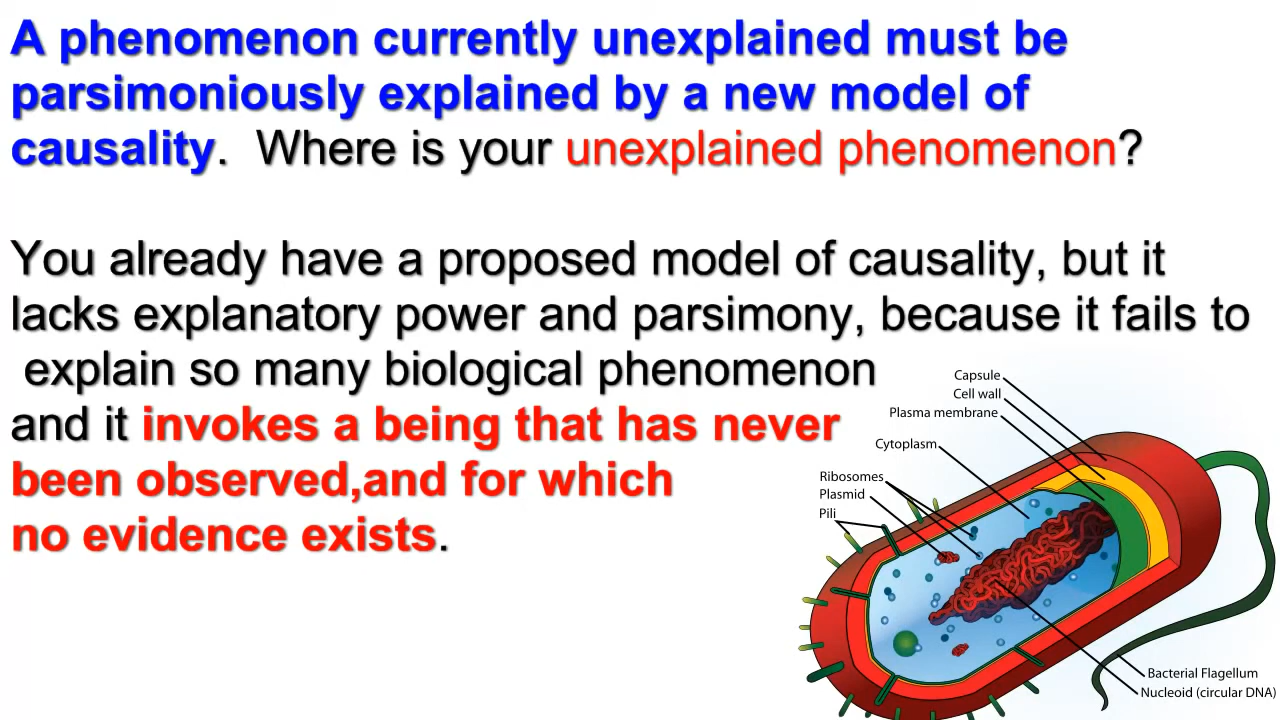 A phenomenon currently unexplained must be
parsimoniously explained by a new model of
causality. Where is your unexplained phenomenon?
You already have a proposed model of causality, but it
lacks explanatory power and parsimony, because it fails to
explain so many biological phenomenon
and it invokes a being that has never
been observed,and for which
no evidence exists.
Capsule
Cell wall
Plasma membrane
Cytoplasm
Ribosomes
Plasmid
Pili
Bacterial Flagellum
Nucleoid (circular DNA)